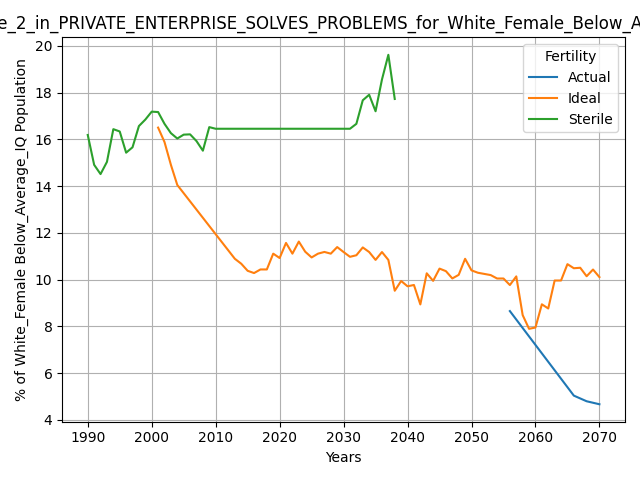 e_2_in_PRIVATE_ENTERPRISE_SOLVES_PROBLEMS_for_White_Female_Below_A
% of White_Female Below_Average_IQ Population
20
18
16
14
12
10
8
6
4
Fertility
Actual
Ideal
Sterile
1990 2000 2010 2020 2030 2040 2050 2060 2070
Years